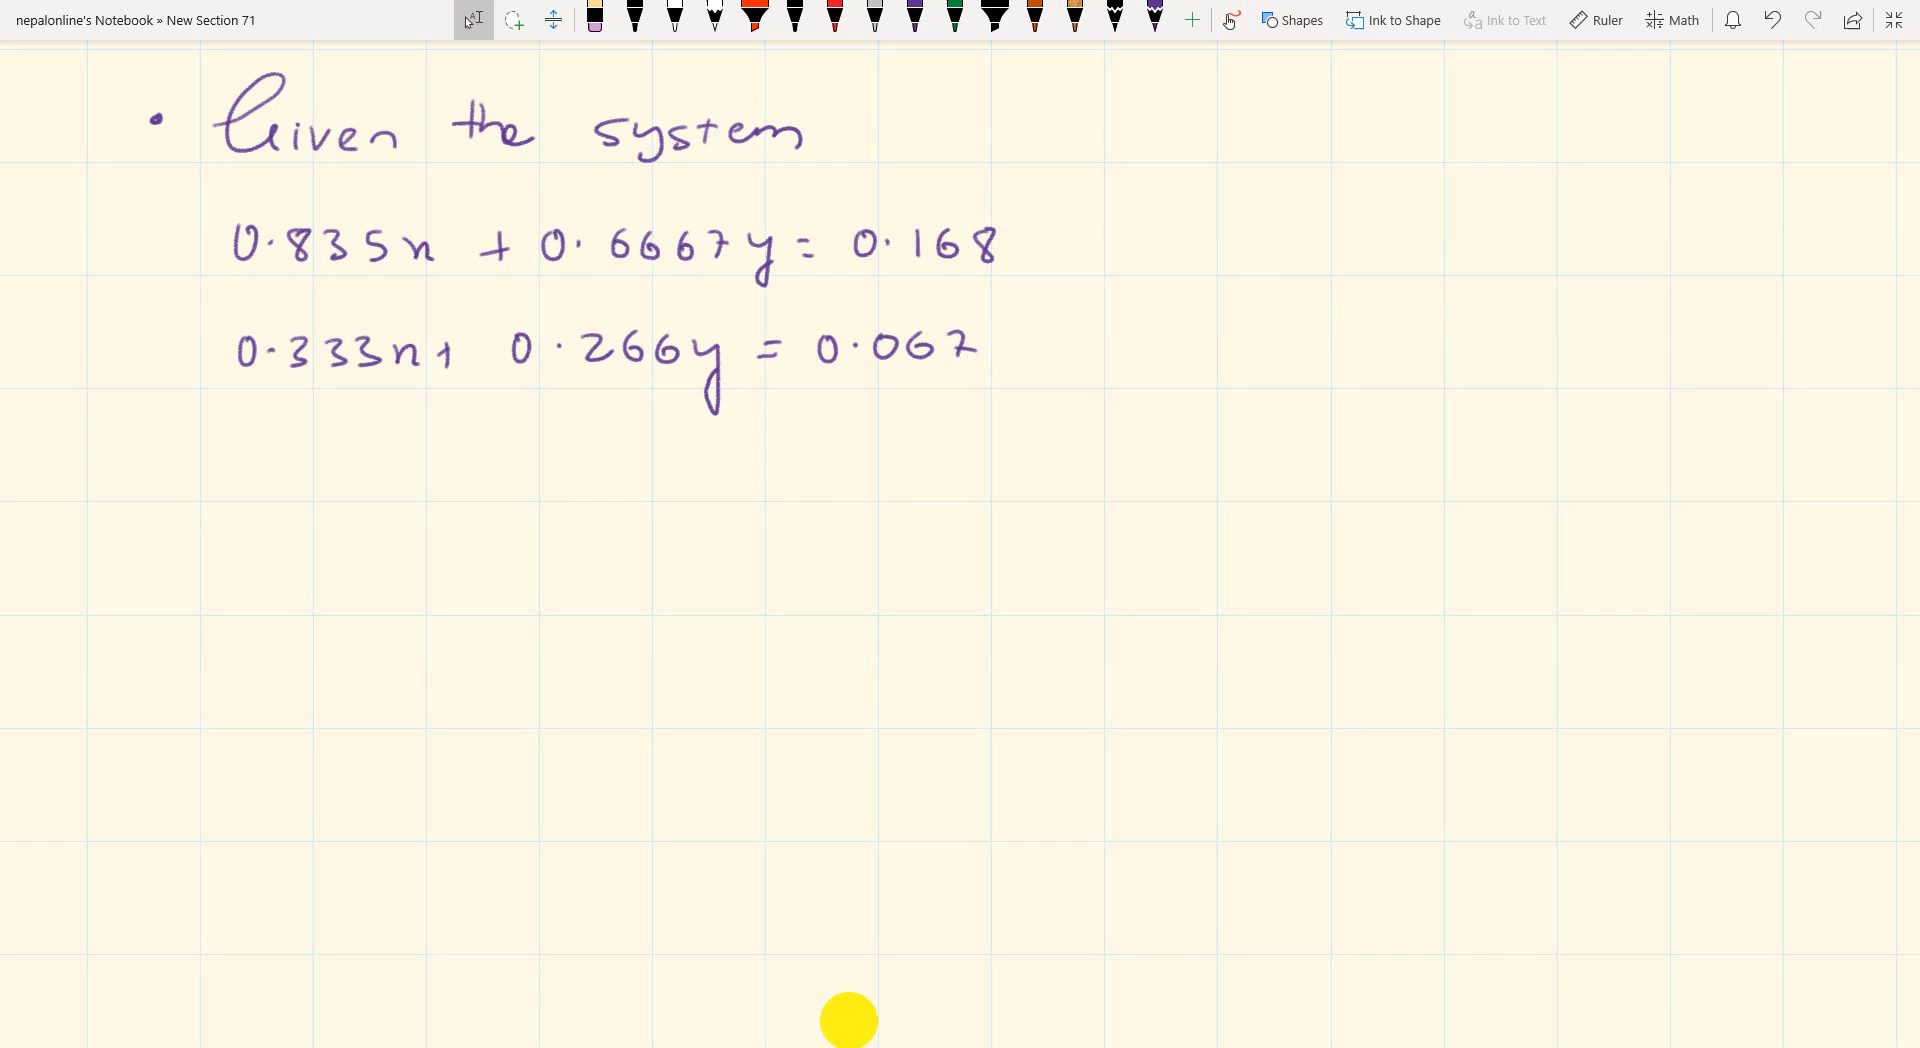 nepalonline's Notebook » New Section 71
Shapes Ink to Shape Ink to Text Ruler Math
• Given the system
0.835x + 0.6667y = 0.168
0.333x + 0.266y = 0.067